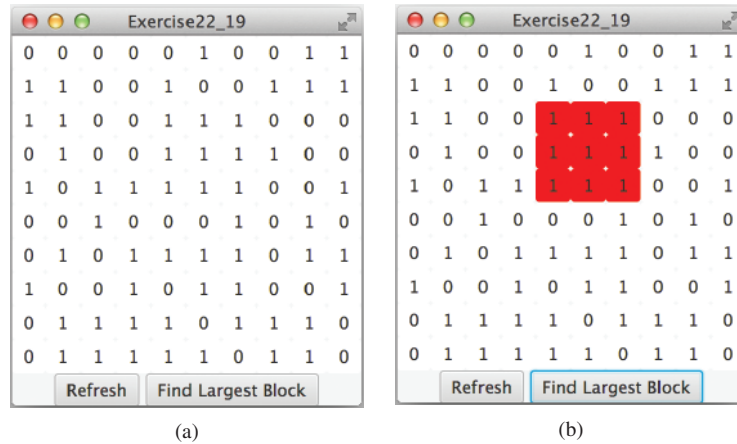 Exercise22_19
0 0 0 0 0 1 0 0 1 1
1 1 0 0 1 0 0 1 1 1
1 1 0 0 1 1 1 0 0 0
0 1 0 0 1 1 1 1 0 0
1 0 1 1 1 1 1 0 0 1
0 0 1 0 0 0 1 0 1 0
0 1 0 1 1 1 1 0 1 1
1 0 0 1 0 1 1 0 0 1
0 1 1 1 1 0 1 1 1 0
0 1 1 1 1 1 0 1 1 0
Refresh Find Largest Block
(a)
Exercise22_19
0 0 0 0 0 1 0 0 1 1
1 1 0 0 1 0 0 1 1 1
1 1 0 0 1 1 1 0 0 0
0 1 0 0 1 1 1 1 0 0
1 0 1 1 1 1 1 0 0 1
0 0 1 0 0 0 1 0 1 0
0 1 0 1 1 1 1 0 1 1
1 0 0 1 0 1 1 0 0 1
0 1 1 1 1 0 1 1 1 0
0 1 1 1 1 1 0 1 1 0
Refresh Find Largest Block
(b)